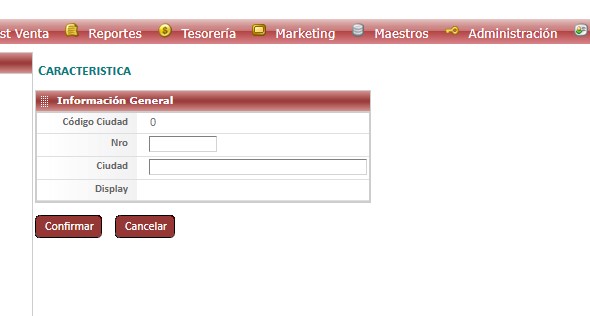 st Venta Reportes Tesorería Marketing Maestros Administración
CARACTERISTICA
Información General
Código Ciudad 0
Nro
Ciudad
Display
Confirmar Cancelar